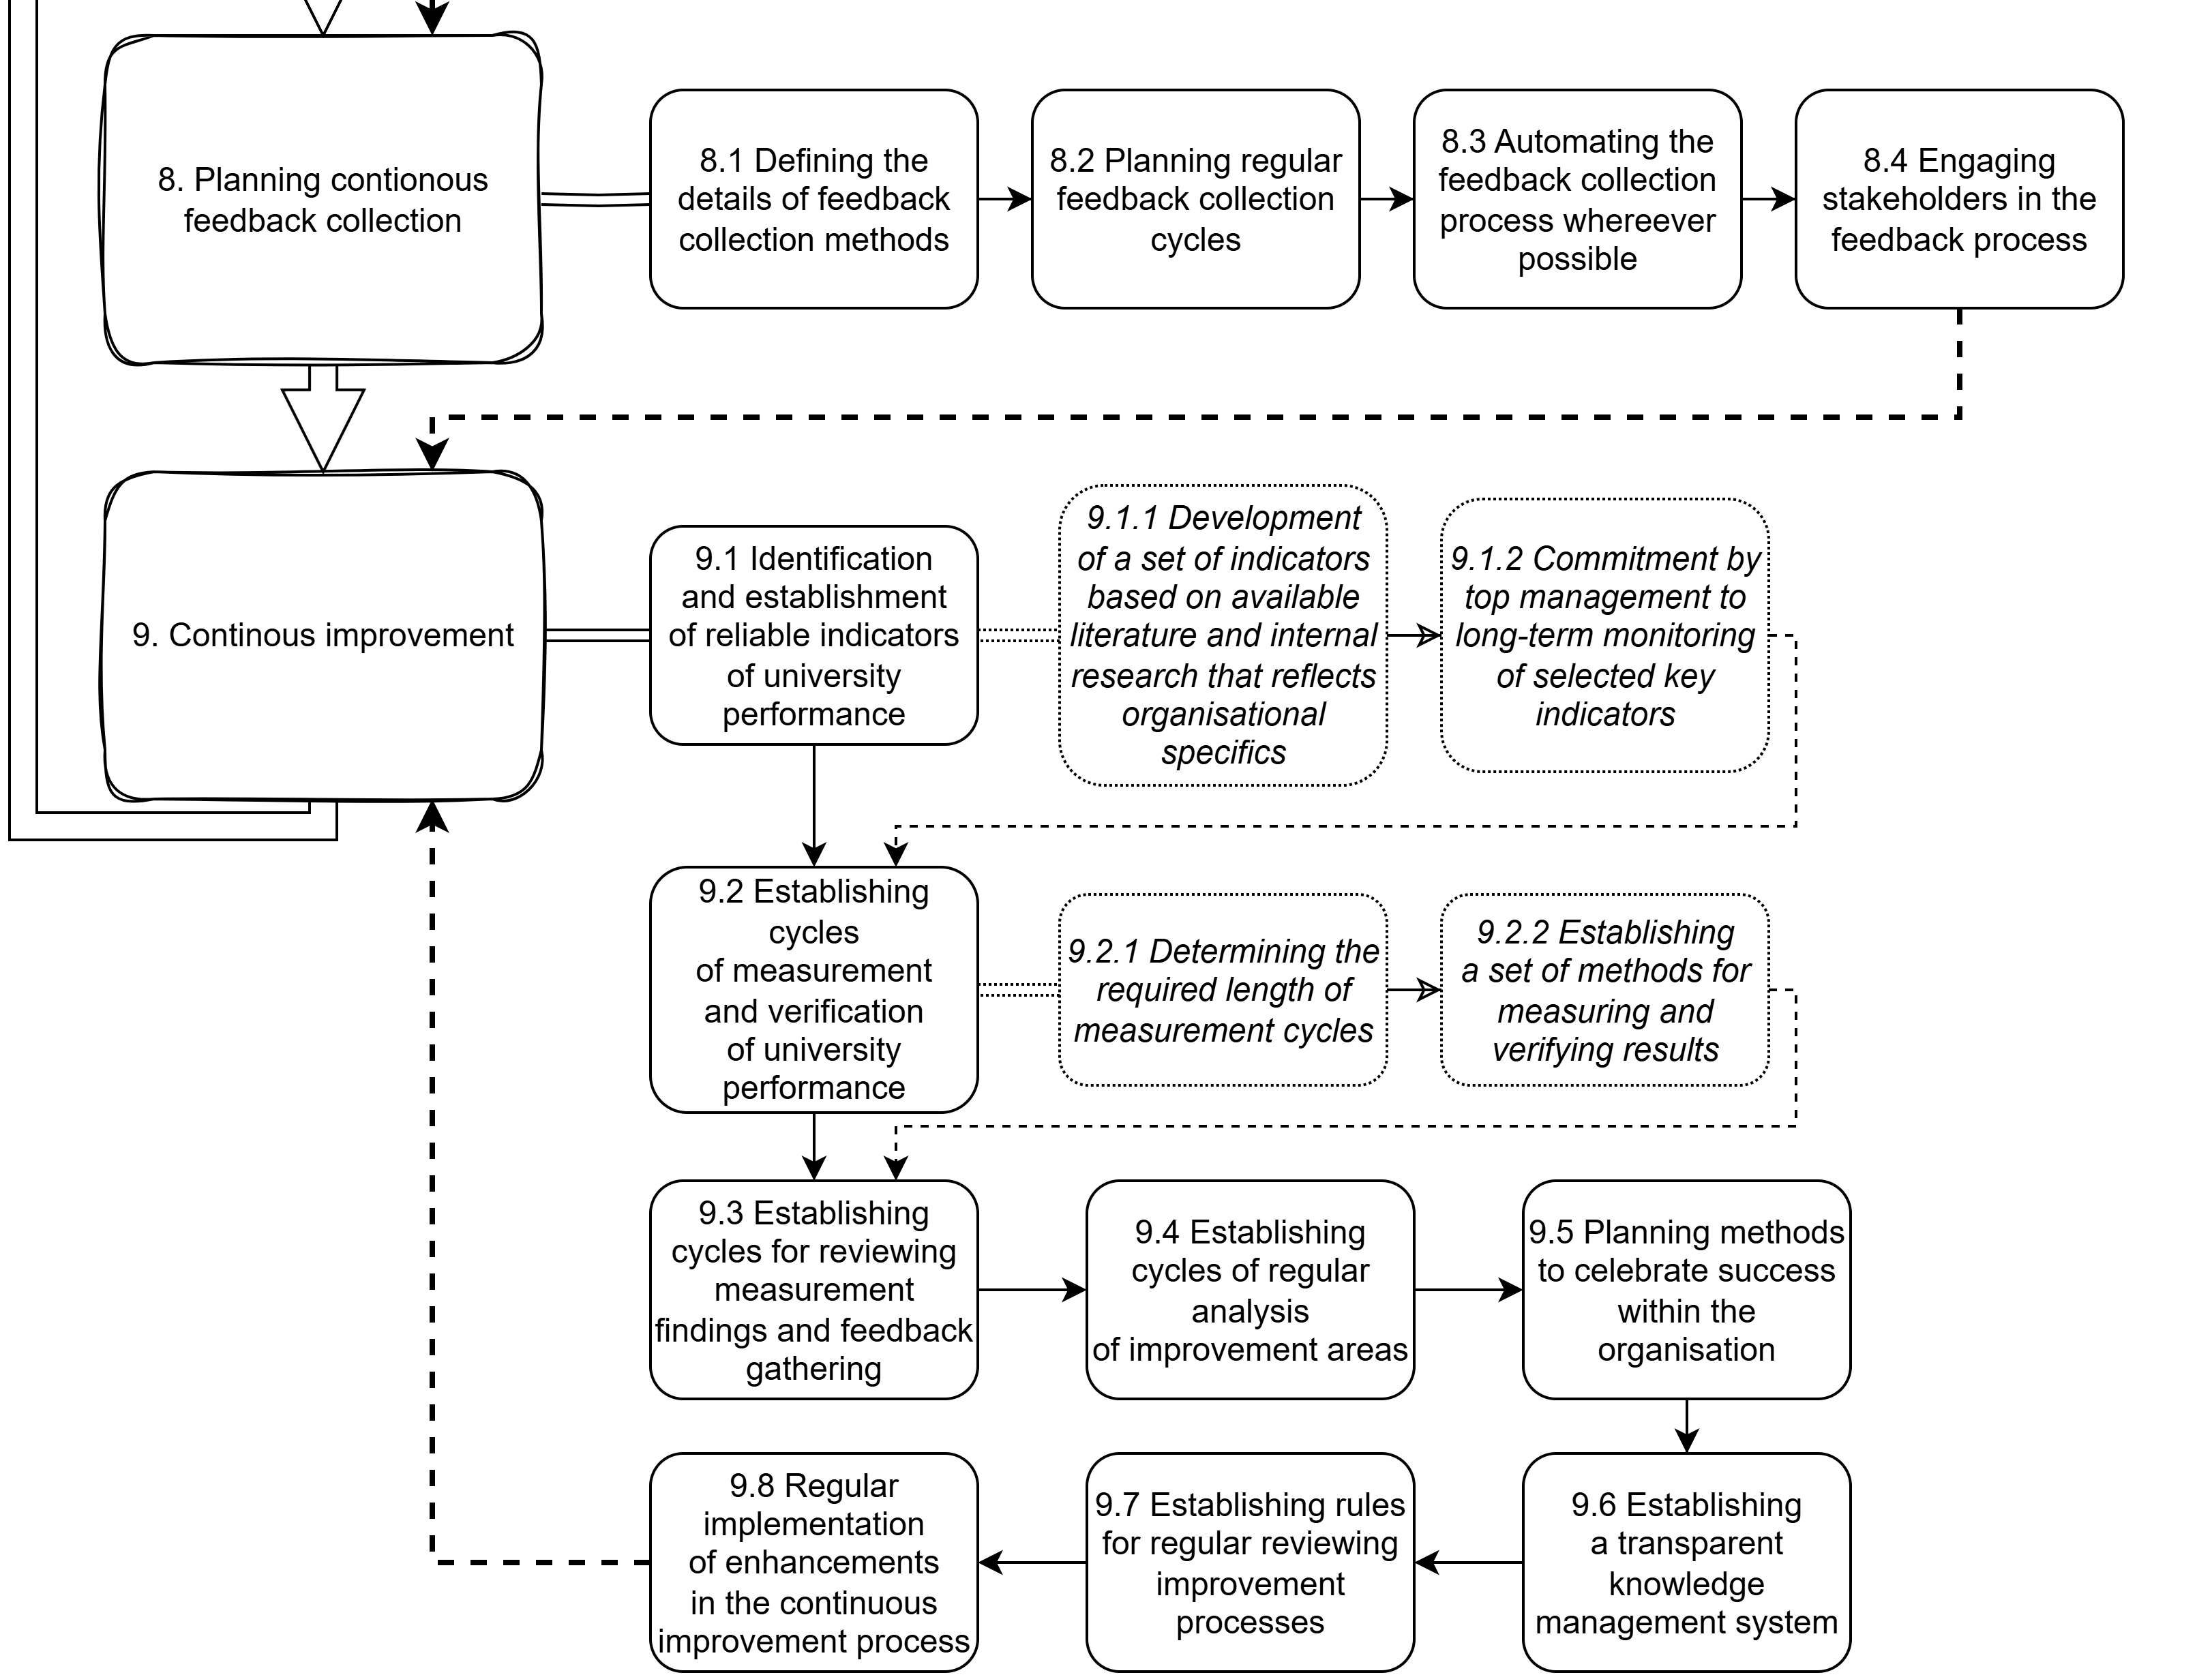 8. Planning contionous
feedback collection
8.1 Defining the
details of feedback
collection methods
8.2 Planning regular
feedback collection
cycles
8.3 Automating the
feedback collection
process whereever
possible
8.4 Engaging
stakeholders in the
feedback process
9. Continous improvement
9.1 Identification
and establishment
of reliable indicators
of university
performance
9.1.1 Development
of a set of indicators
based on available
literature and internal
research that reflects
organisational
specifics
9.1.2 Commitment by
top management to
long-term monitoring
of selected key
indicators
9.2 Establishing
cycles
of measurement
and verification
of university
performance
9.2.1 Determining the
required length of
measurement cycles
9.2.2 Establishing
a set of methods for
measuring and
verifying results
9.3 Establishing
cycles for reviewing
measurement
findings and feedback
gathering
9.4 Establishing
cycles of regular
analysis
of improvement areas
9.5 Planning methods
to celebrate success
within the
organisation
9.6 Establishing
a transparent
knowledge
management system
9.7 Establishing rules
for regular reviewing
improvement
processes
9.8 Regular
implementation
of enhancements
in the continuous
improvement process